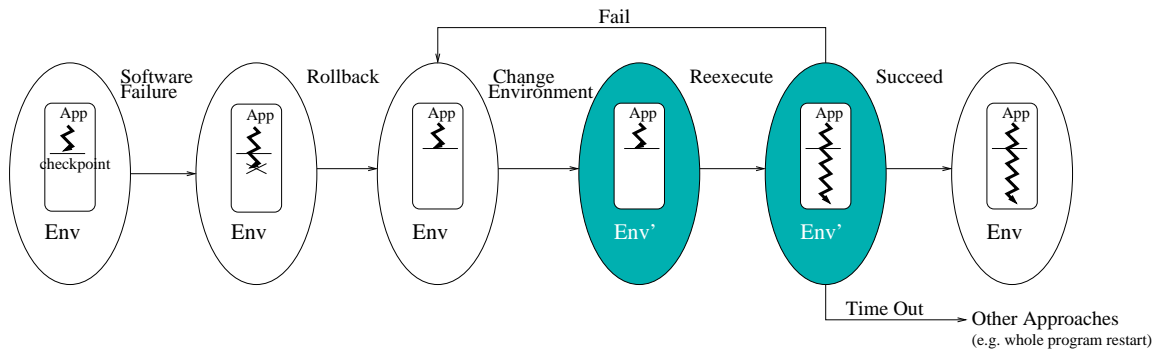 Fail
Software
Failure
Rollback
Change
Environment
Reexecute
Succeed
App
checkpoint
Env
App
Env
App
Env
App
Env'
App
Env'
App
Env
Time Out
Other Approaches
(e.g. whole program restart)